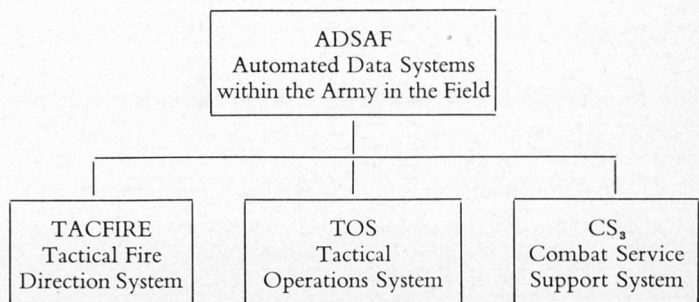 ADSAF
Automated Data Systems
within the Army in the Field
TACFIRE
Tactical Fire
Direction System
TOS
Tactical
Operations System
CS₃
Combat Service
Support System